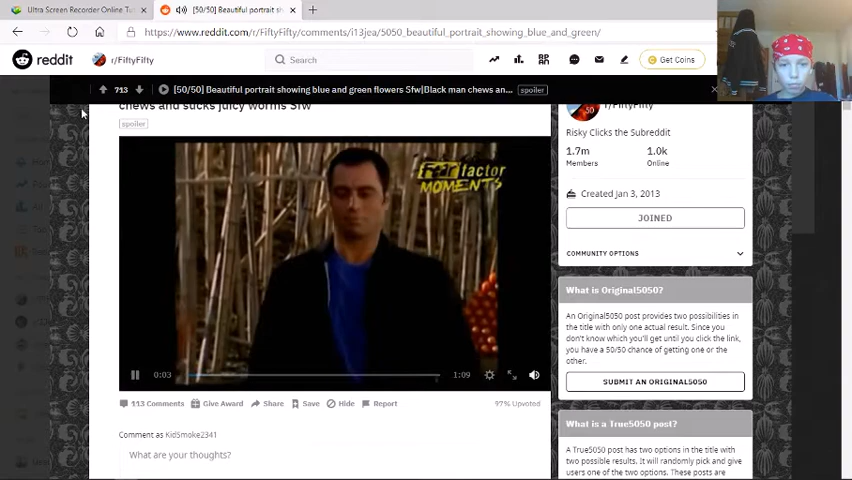 Ultra Screen Recorder Online Tut
[50/50] Beautiful portrait sh
https://www.reddit.com/r/FiftyFifty/comments/i13jea/5050_beautiful_portrait_showing_blue_and_green/
reddit
r/FiftyFifty
Search
Get Coins
713
[50/50] Beautiful portrait showing blue and green flowers Sfw|Black man chews an...
spoiler
chews and sucks juicy worms Sfw
spoiler
fear factor
MOMENTS
0:03
1:09
113 Comments
Give Award
Share
Save
Hide
Report
97% Upvoted
Comment as KidSmoke2341
What are your thoughts?
r/FiftyFifty
Risky Clicks the Subreddit
1.7m
1.0k
Members
Online
Created Jan 3, 2013
JOINED
COMMUNITY OPTIONS
What is Original5050?
An Original5050 post provides two possibilities in
the title with only one actual result. Since you
don't know which you'll get until you click the link,
you have a 50/50 chance of getting one or the
other.
SUBMIT AN ORIGINAL5050
What is a True5050 post?
A True5050 post has two options in the title with
two possible results. It will randomly pick and give
users one of the two options. These posts are